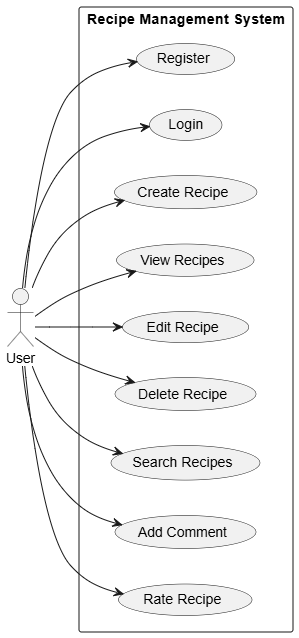 Recipe Management System
Register
Login
Create Recipe
View Recipes
Edit Recipe
User
Delete Recipe
Search Recipes
Add Comment
Rate Recipe